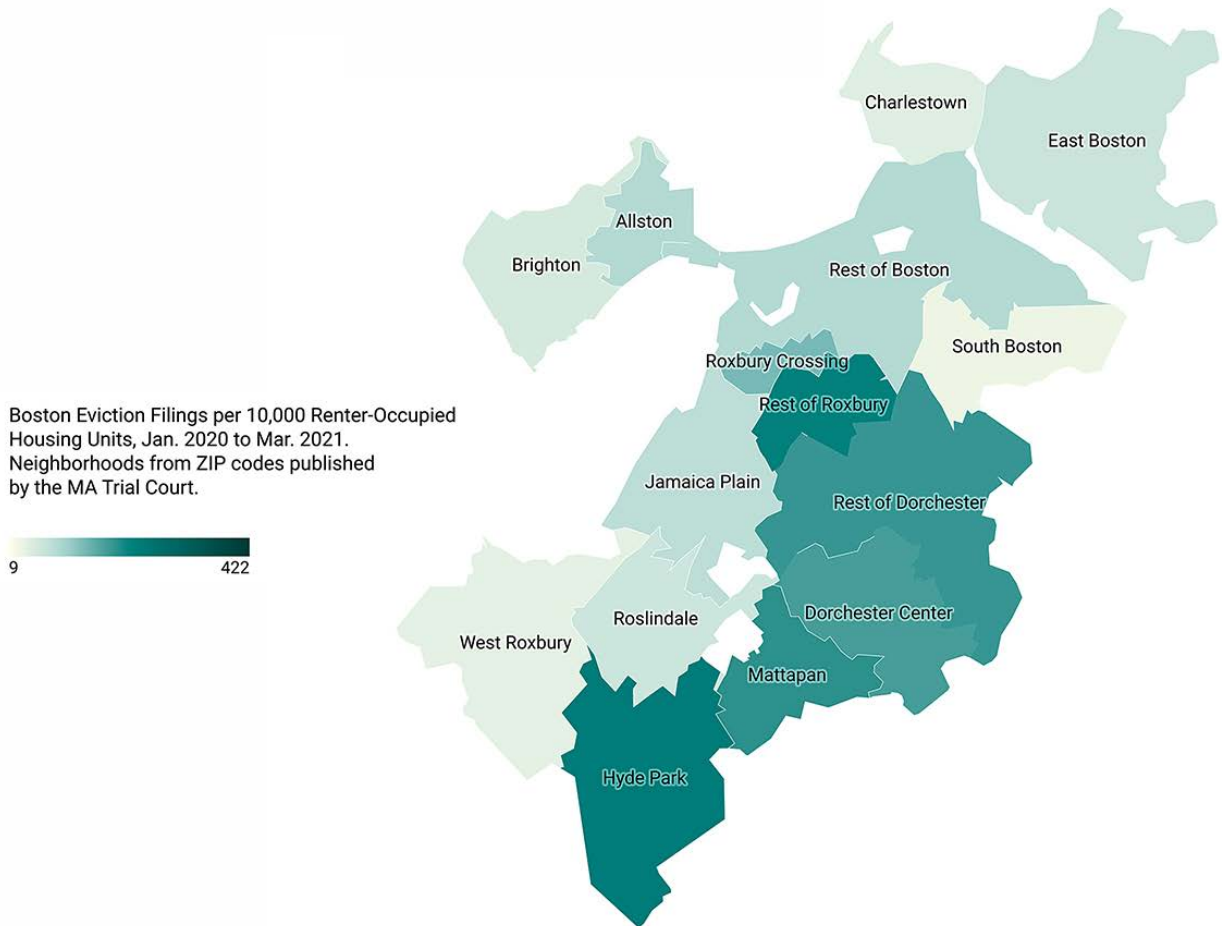 Charlestown
East Boston
Allston
Brighton
Rest of Boston
South Boston
Roxbury Crossing
Rest of Roxbury
Boston Eviction Filings per 10,000 Renter-Occupied
Housing Units, Jan. 2020 to Mar. 2021.
Neighborhoods from ZIP codes published
by the MA Trial Court.
9 422
Jamaica Plain
Rest of Dorchester
Dorchester Center
Roslindale
West Roxbury
Mattapan
Hyde Park